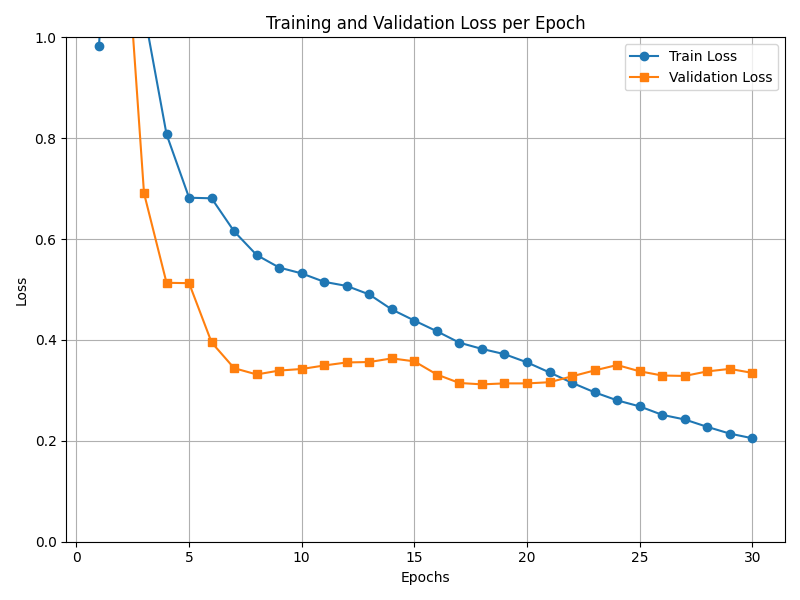 Training and Validation Loss per Epoch
Train Loss
Validation Loss
1.0
0.8
0.6
0.4
0.2
0.0
Loss
0 5 10 15 20 25 30
Epochs